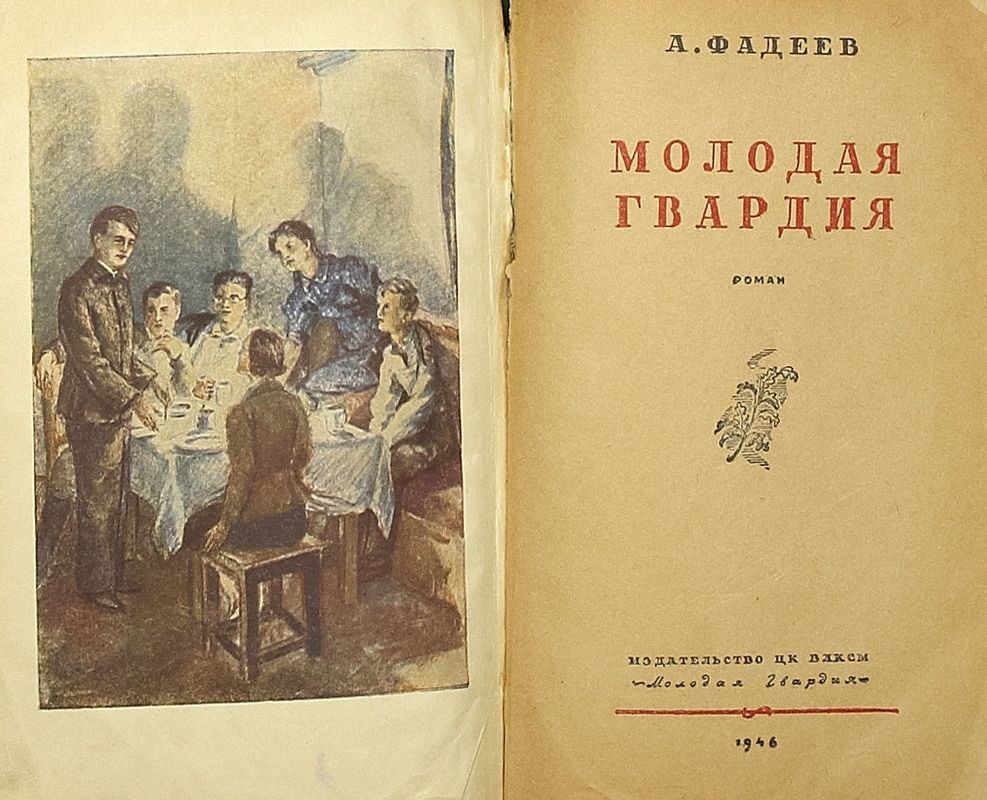 А. ФАДЕЕВ
МОЛОДАЯ
ГВАРДИЯ
РОМАН
ИЗДАТЕЛЬСТВО ЦК ВЛКСМ
Молодая Гвардия
1946